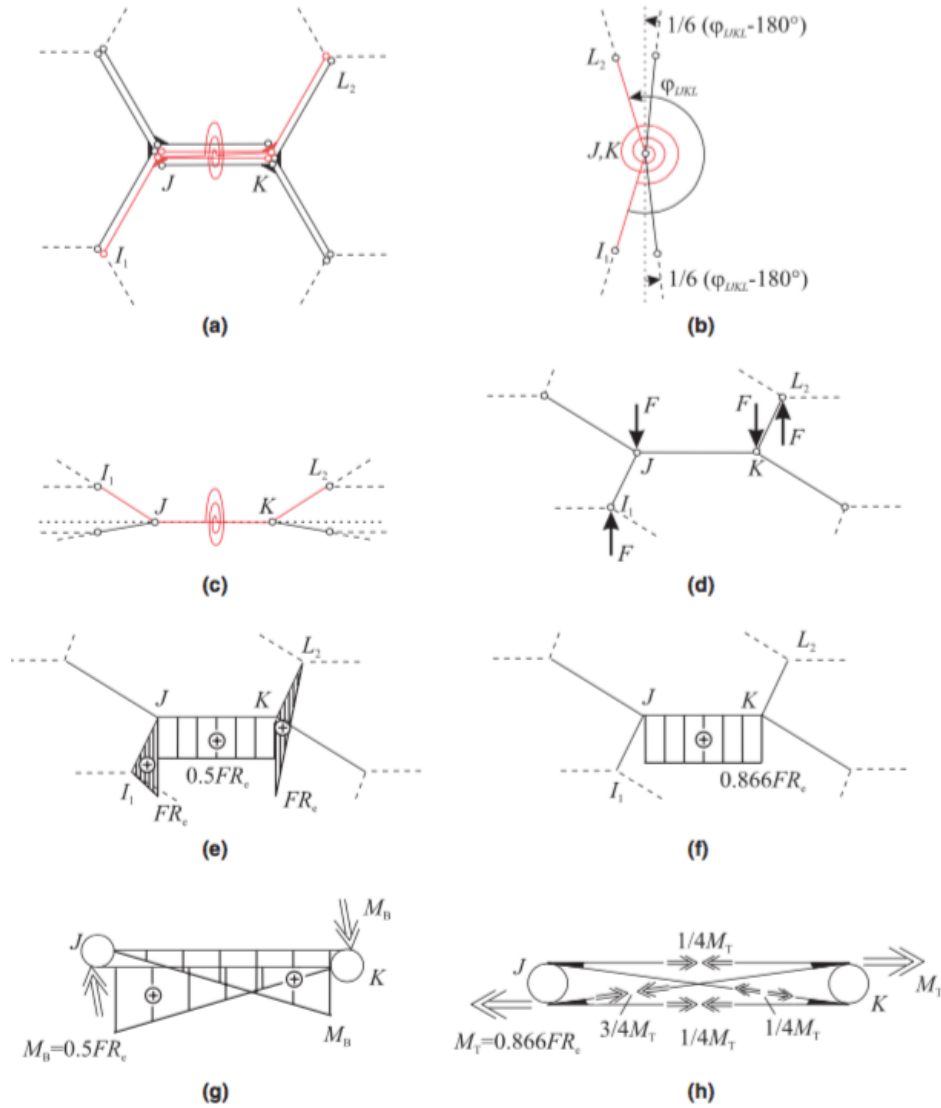 L₂
J
K
I₁
(a)
1/6 (φIJKL-180°)
L₂
φIJKL
J,K
I₁
1/6 (φIJKL-180°)
(b)
I₁
J
K
L₂
(c)
L₂
F
F
F
J
K
I₁
F
(d)
L₂
J
K
0.5FRe
I₁
FRe
FRe
(e)
L₂
J
K
I₁
0.866FRe
(f)
MB
J
K
MB
MB=0.5FRe
(g)
1/4MT
J
MT
K
3/4MT
1/4MT
1/4MT
MT=0.866FRe
(h)